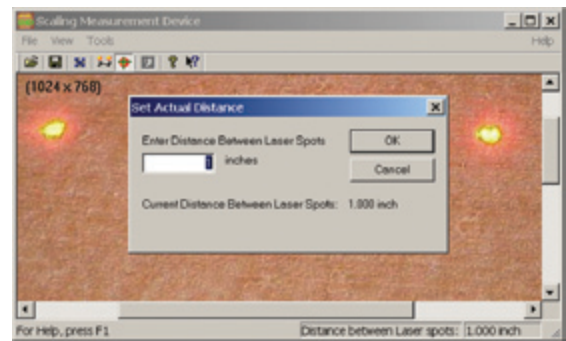 Scaling Measurement Device
File View Tools Help
(1024 x 768)
Set Actual Distance
Enter Distance Between Laser Spots
1 inches
OK
Cancel
Current Distance Between Laser Spots: 1.000 inch
For Help, press F1
Distance between Laser spots: 1.000 inch